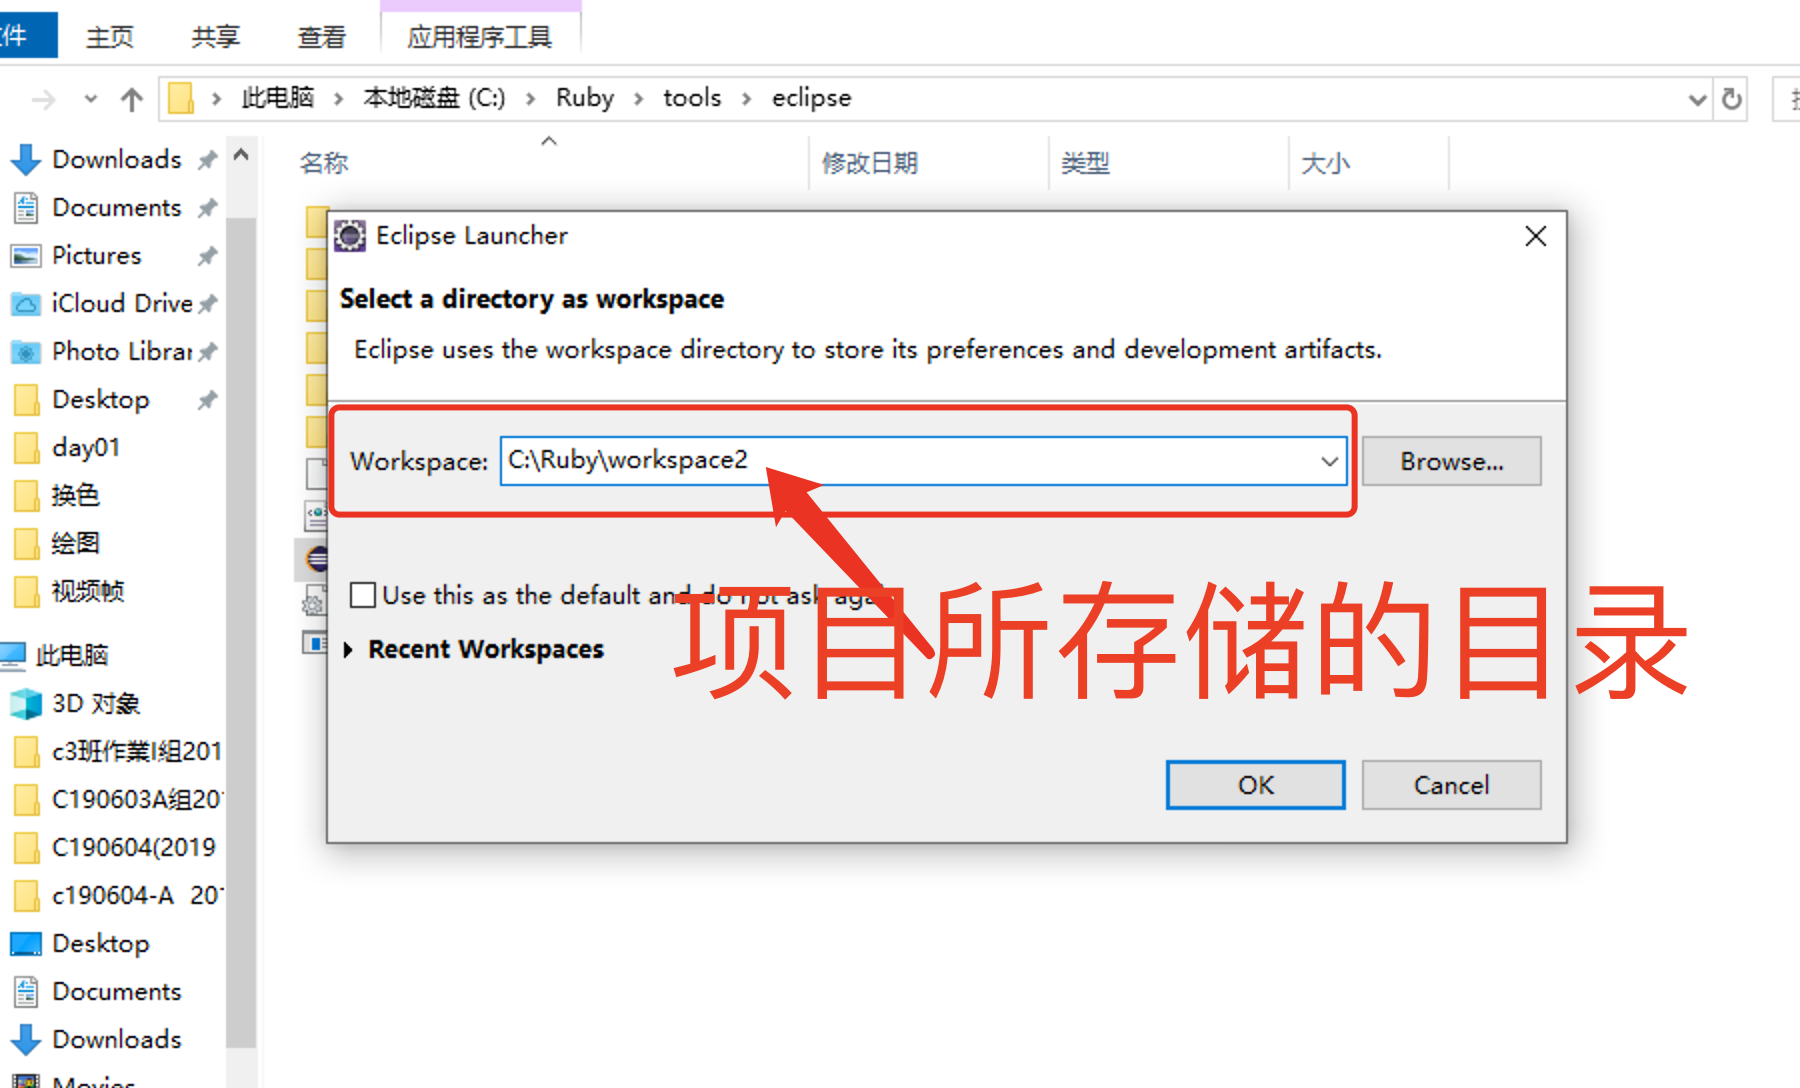 件
主页
共享
查看
应用程序工具
此电脑 › 本地磁盘 (C:) › Ruby › tools › eclipse
名称
修改日期
类型
大小
Downloads
Documents
Pictures
iCloud Drive
Photo Librar
Desktop
day01
换色
绘图
视频帧
此电脑
3D 对象
c3班作業I组201
C190603A组20
C190604(2019
c190604-A 20
Desktop
Documents
Downloads
Movies
Eclipse Launcher
Select a directory as workspace
Eclipse uses the workspace directory to store its preferences and development artifacts.
Workspace:
C:\Ruby\workspace2
Browse...
Use this as the default and do not ask again
Recent Workspaces
项目所存储的目录
OK
Cancel